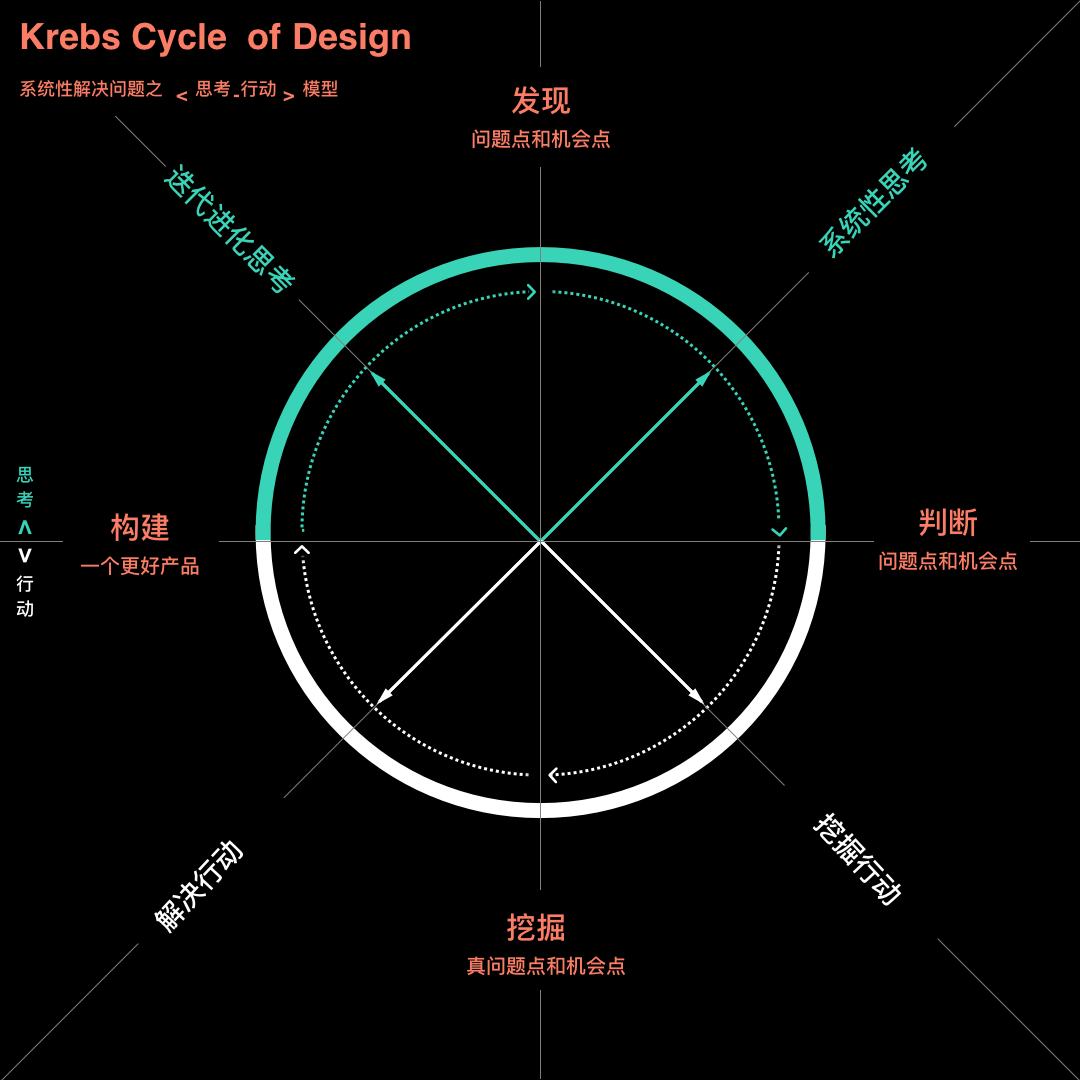 Krebs Cycle of Design
系统性解决问题之 < 思考-行动 > 模型
发现
问题点和机会点
迭代进化思考
系统性思考
思
考
<
>
行
动
构建
一个更好产品
判断
问题点和机会点
解决行动
挖掘行动
挖掘
真问题点和机会点